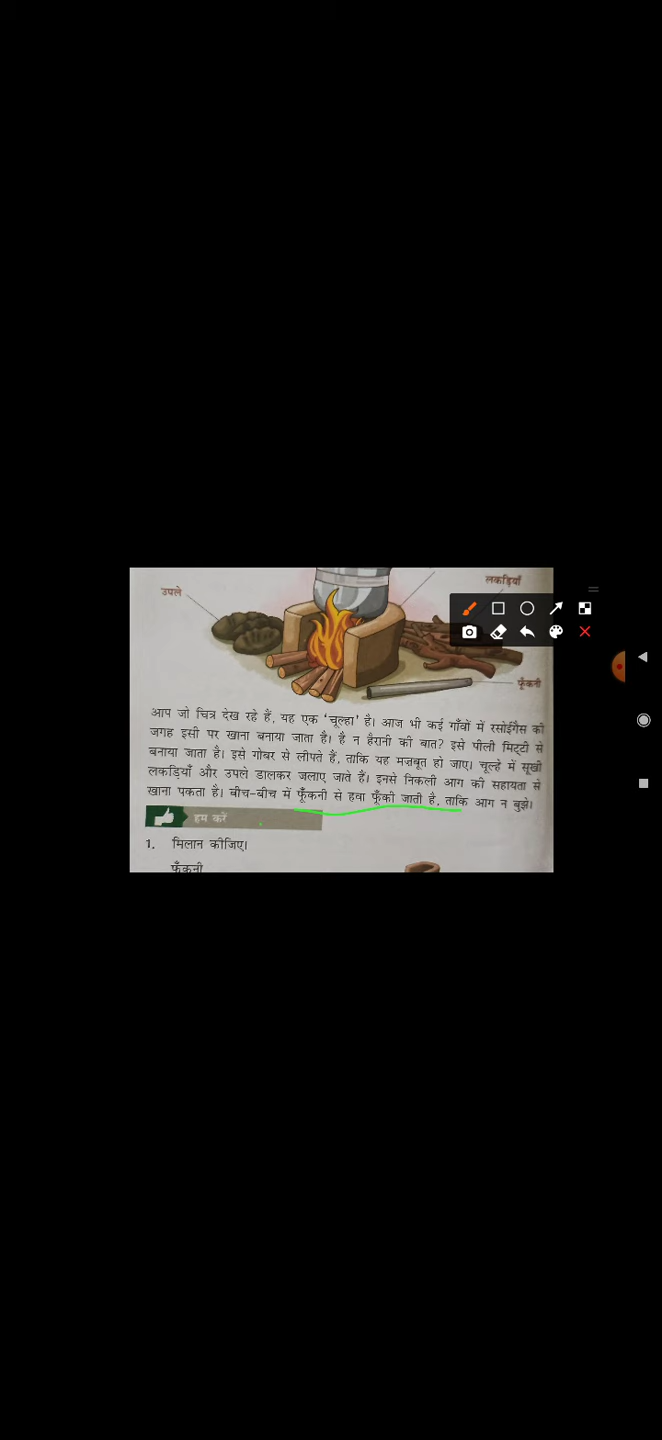 लकड़ियाँ
उपले
फूँकनी
आप जो चित्र देख रहे हैं, यह एक ‘चूल्हा’ है। आज भी कई गाँवों में रसोईगैस की
जगह इसी पर खाना बनाया जाता है। है न हैरानी की बात? इसे पीली मिट्टी से
बनाया जाता है। इसे गोबर से लीपते हैं, ताकि यह मज़बूत हो जाए। चूल्हे में सूखी
लकड़ियाँ और उपले डालकर जलाए जाते हैं। इनसे निकली आग की सहायता से
खाना पकता है। बीच-बीच में फूँकनी से हवा फूँकी जाती है, ताकि आग न बुझे।
हम करें
1. मिलान कीजिए।
फूँकनी